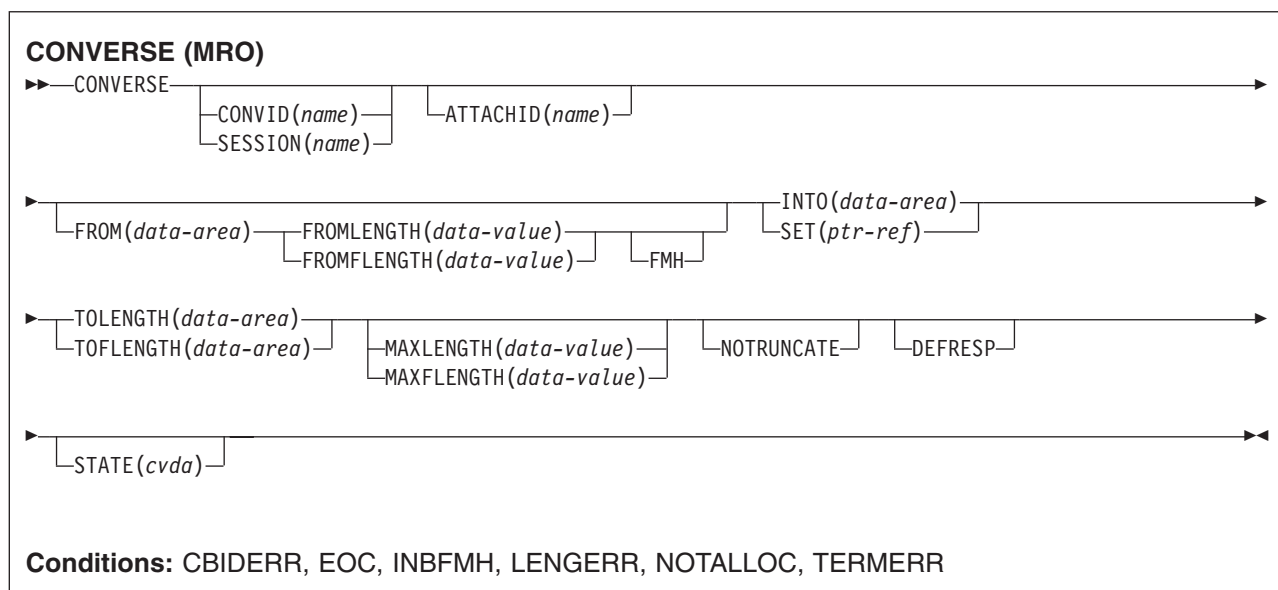 CONVERSE (MRO)
CONVERSE
CONVID(name) ATTACHID(name)
SESSION(name)
INTO(data-area)
FROM(data-area) FROMLENGTH(data-value) SET(ptr-ref)
FROMFLENGTH(data-value) FMH
TOLENGTH(data-area)
TOFLENGTH(data-area) MAXLENGTH(data-value) NOTRUNCATE DEFRESP
MAXFLENGTH(data-value)
STATE(cvda)
Conditions: CBIDERR, EOC, INBFMH, LENGERR, NOTALLOC, TERMERR